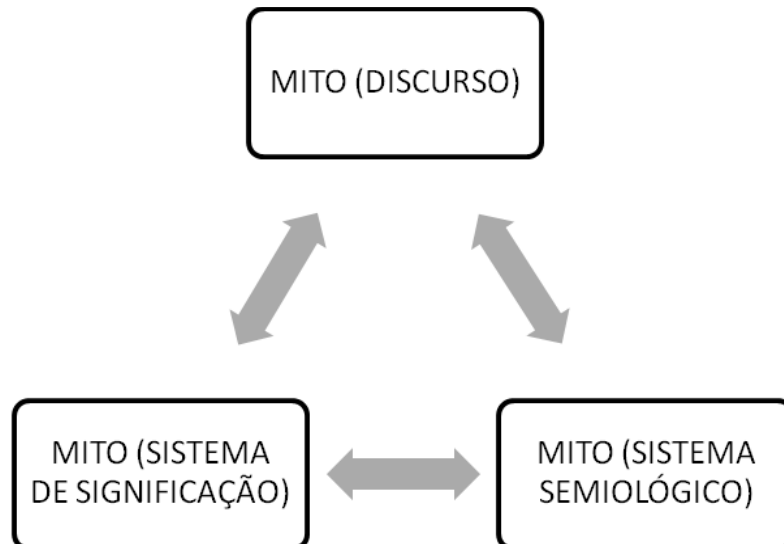 MITO (DISCURSO)
MITO (SISTEMA
DE SIGNIFICAÇÃO)
MITO (SISTEMA
SEMIOLÓGICO)